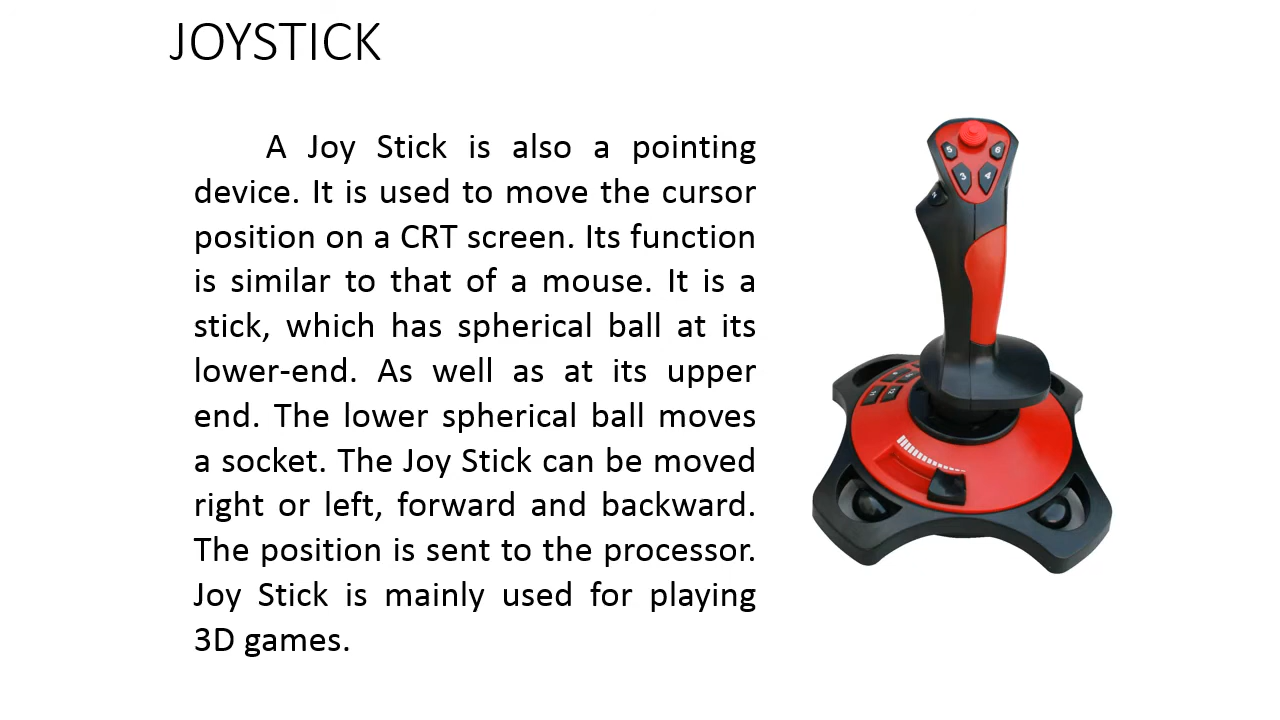 JOYSTICK
A Joy Stick is also a pointing
device. It is used to move the cursor
position on a CRT screen. Its function
is similar to that of a mouse. It is a
stick, which has spherical ball at its
lower-end. As well as at its upper
end. The lower spherical ball moves
a socket. The Joy Stick can be moved
right or left, forward and backward.
The position is sent to the processor.
Joy Stick is mainly used for playing
3D games.
5 6
3 4